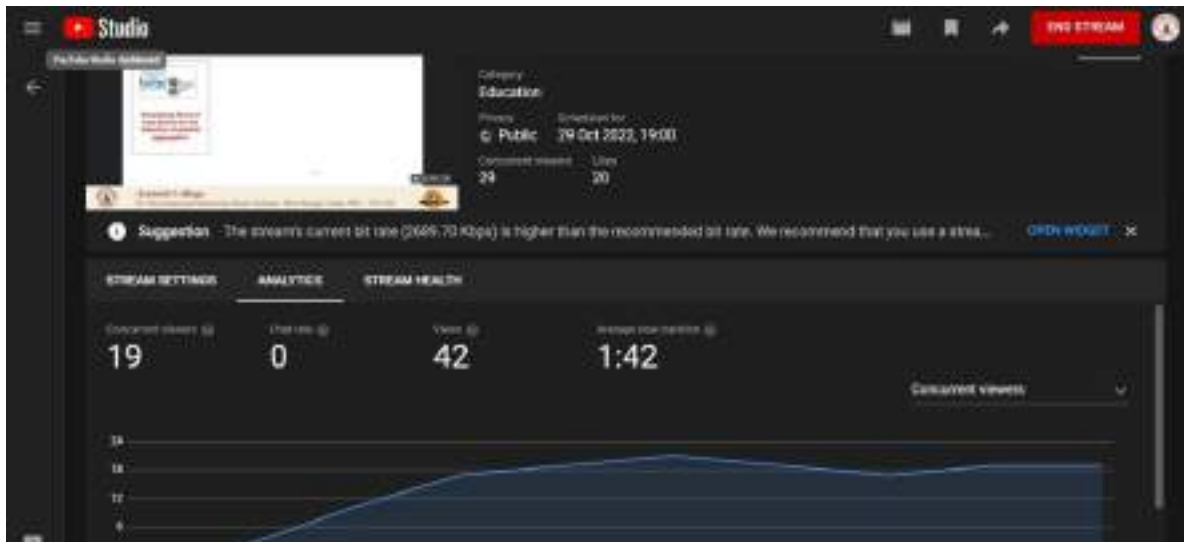 Studio
END STREAM
YouTube Studio dashboard
Category
Education
Privacy Scheduled for
Public 29 Oct 2022, 19:00
Concurrent viewers Likes
29 20
Suggestion The stream's current bit rate (2689.70 Kbps) is higher than the recommended bit rate. We recommend that you use a strea...
OPEN WIDGET
STREAM SETTINGS ANALYTICS STREAM HEALTH
Concurrent viewers Chat rate Views Average view duration
19 0 42 1:42
Concurrent viewers
24
18
12
6